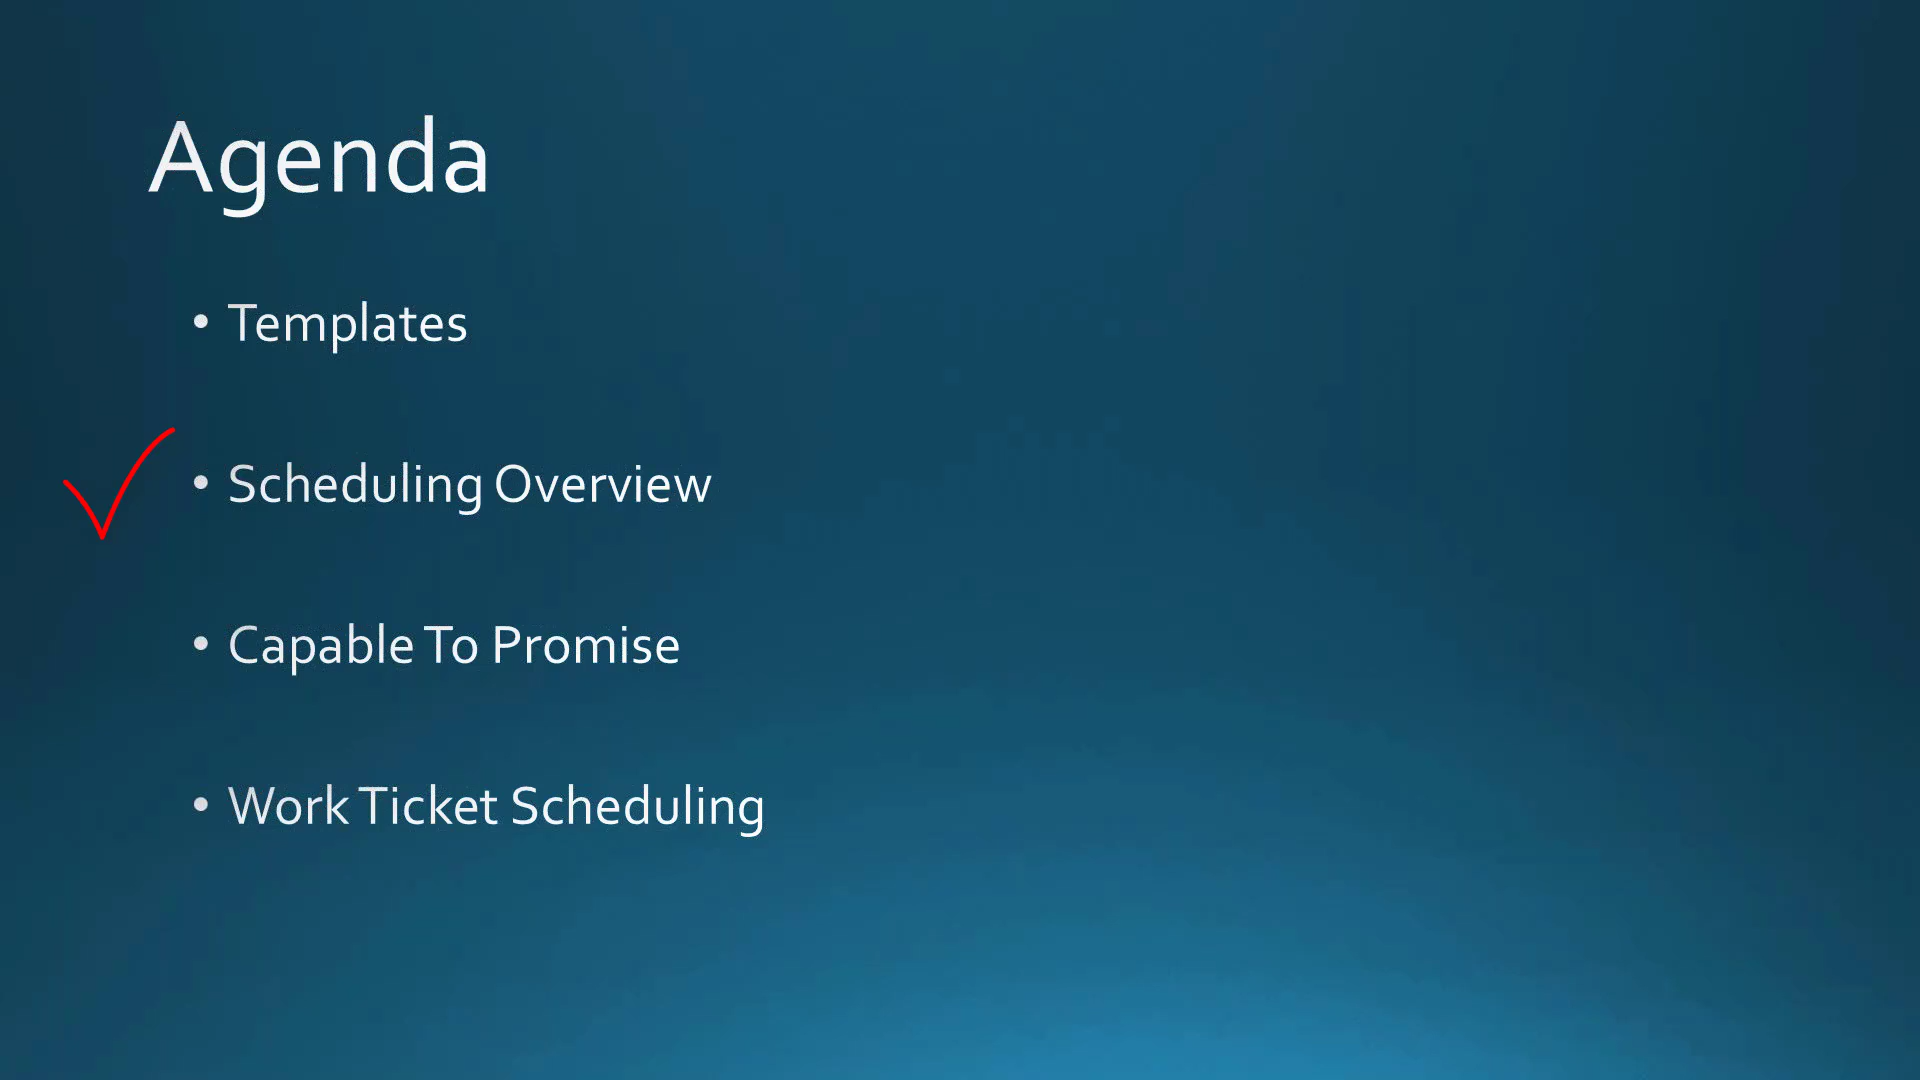 Agenda
• Templates
• Scheduling Overview
• Capable To Promise
• Work Ticket Scheduling